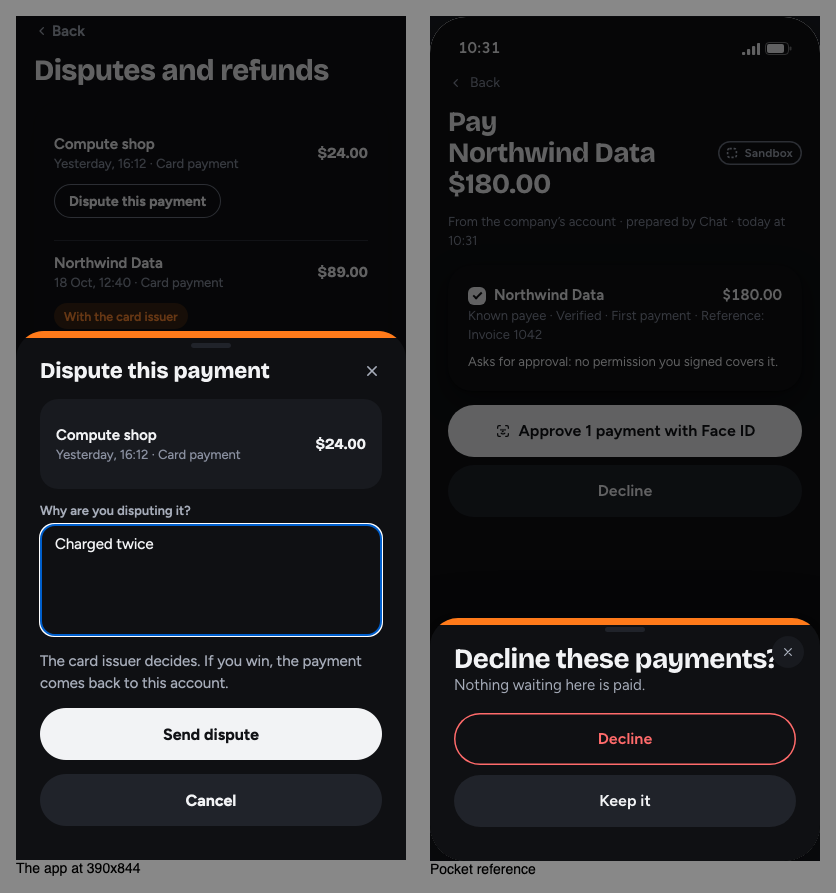 Back
Disputes and refunds
Compute shop
$24.00
Yesterday, 16:12 · Card payment
Dispute this payment
Northwind Data
$89.00
18 Oct, 12:40 · Card payment
With the card issuer
Dispute this payment
Compute shop
$24.00
Yesterday, 16:12 · Card payment
Why are you disputing it?
Charged twice
The card issuer decides. If you win, the payment
comes back to this account.
Send dispute
Cancel
The app at 390x844
10:31
Back
Pay
Northwind Data
$180.00
Sandbox
From the company's account · prepared by Chat · today at
10:31
Northwind Data
$180.00
Known payee · Verified · First payment · Reference:
Invoice 1042
Asks for approval: no permission you signed covers it.
Approve 1 payment with Face ID
Decline
Decline these payments?
Nothing waiting here is paid.
Decline
Keep it
Pocket reference